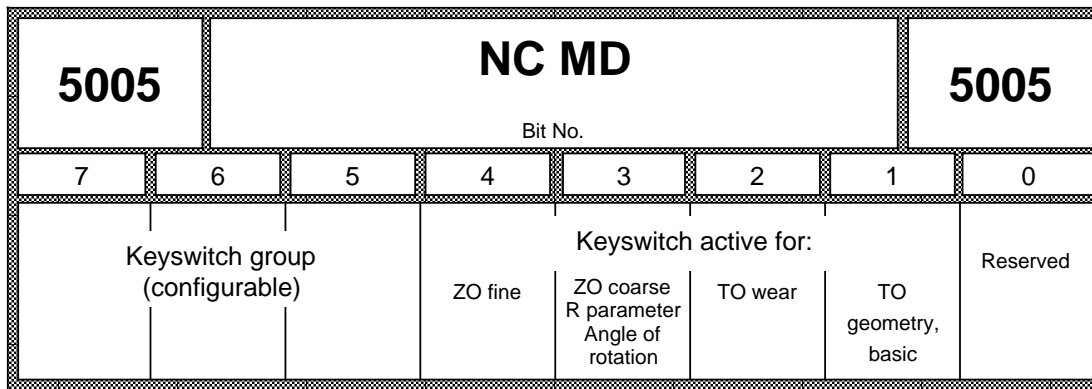 5005
NC MD
5005
Bit No.
7 6 5 4 3 2 1 0
Keyswitch group
(configurable)
Keyswitch active for:
ZO fine
ZO coarse
R parameter
Angle of
rotation
TO wear
TO
geometry,
basic
Reserved